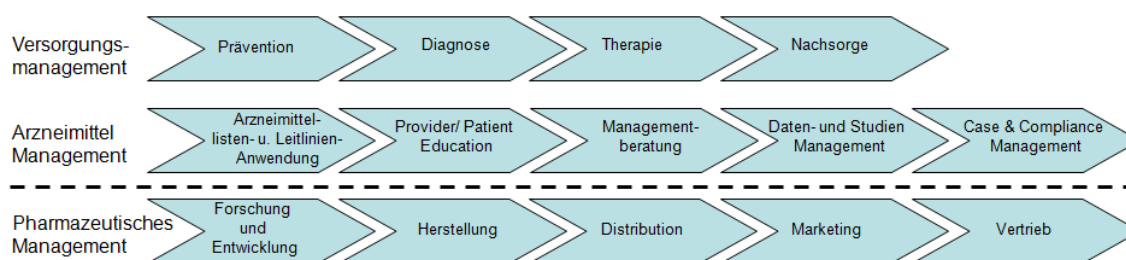 Versorgungs-
management
Prävention
Diagnose
Therapie
Nachsorge
Arzneimittel
Management
Arzneimittel-
listen- u. Leitlinien-
Anwendung
Provider/ Patient
Education
Management-
beratung
Daten- und Studien
Management
Case & Compliance
Management
Pharmazeutisches
Management
Forschung
und
Entwicklung
Herstellung
Distribution
Marketing
Vertrieb